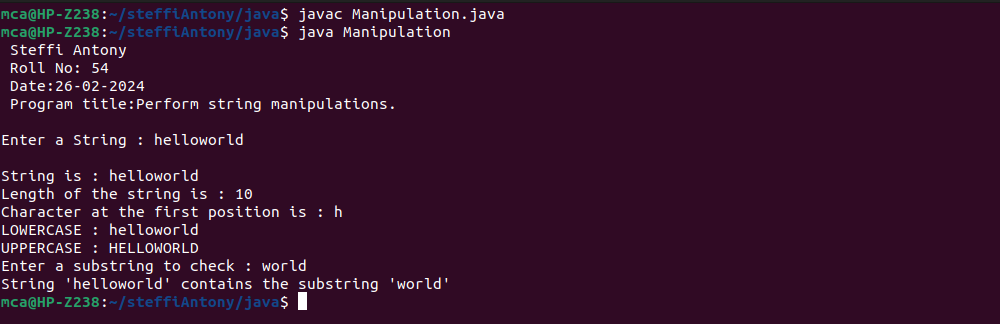 mca@HP-Z238:~/steffiAntony/java$ javac Manipulation.java
mca@HP-Z238:~/steffiAntony/java$ java Manipulation
 Steffi Antony
 Roll No: 54
 Date:26-02-2024
 Program title:Perform string manipulations.

Enter a String : helloworld

String is : helloworld
Length of the string is : 10
Character at the first position is : h
LOWERCASE : helloworld
UPPERCASE : HELLOWORLD
Enter a substring to check : world
String 'helloworld' contains the substring 'world'
mca@HP-Z238:~/steffiAntony/java$